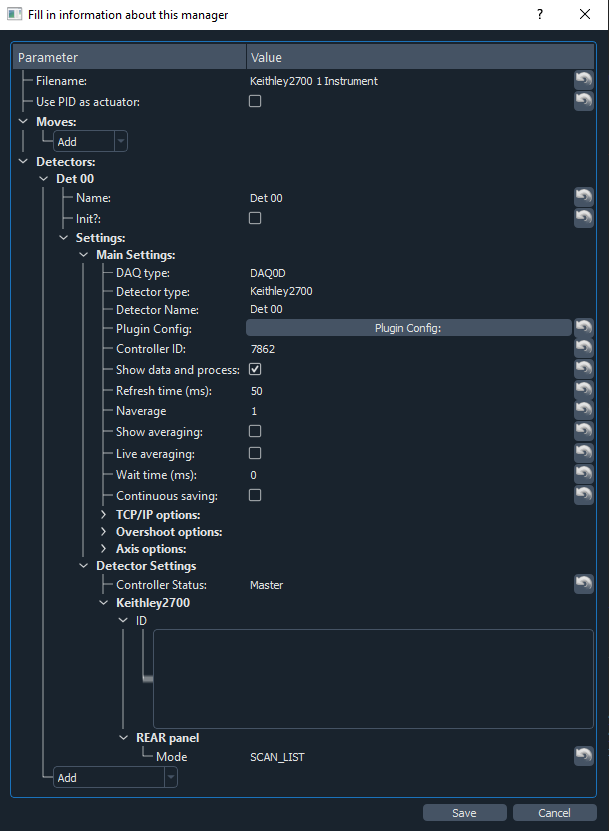 Fill in information about this manager
?
Parameter Value
Filename: Keithley2700 1 Instrument
Use PID as actuator:
Moves:
Add
Detectors:
Det 00
Name: Det 00
Init?:
Settings:
Main Settings:
DAQ type: DAQ0D
Detector type: Keithley2700
Detector Name: Det 00
Plugin Config: Plugin Config:
Controller ID: 7862
Show data and process:
Refresh time (ms): 50
Naverage 1
Show averaging:
Live averaging:
Wait time (ms): 0
Continuous saving:
TCP/IP options:
Overshoot options:
Axis options:
Detector Settings
Controller Status: Master
Keithley2700
ID
REAR panel
Mode SCAN_LIST
Add
Save Cancel